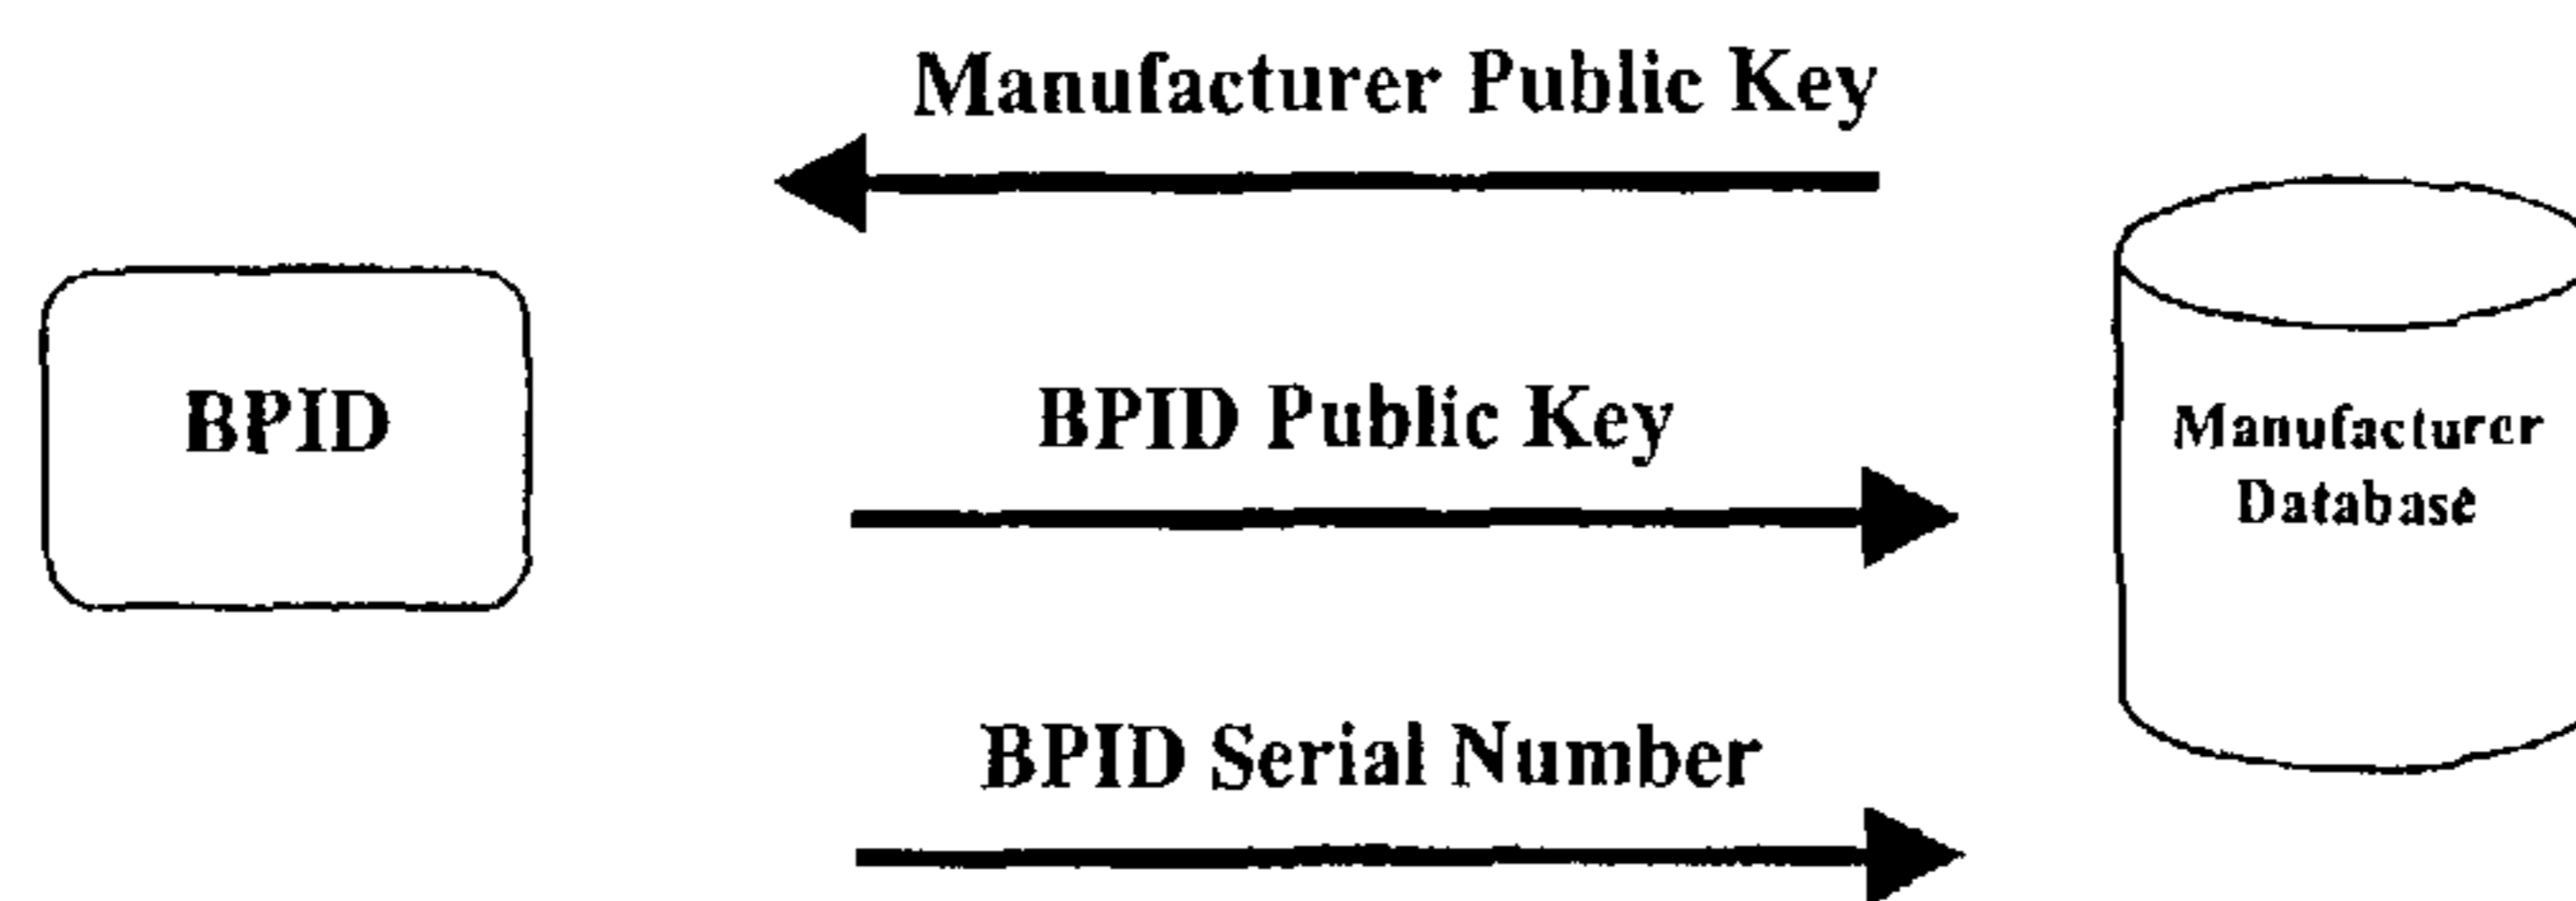 Manufacturer Public Key
BPID
BPID Public Key
Manufacturer
Database
BPID Serial Number